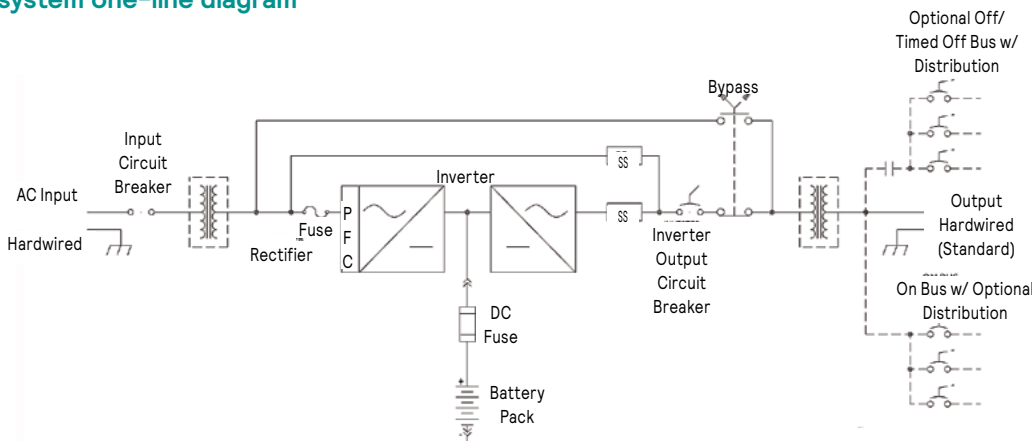 system one-line diagram
Optional Off/
Timed Off Bus w/
Distribution
Bypass
Input
Circuit
Breaker
AC Input
Hardwired
SS
Inverter
P
F
C
Fuse
Rectifier
SS
Inverter
Output
Circuit
Breaker
Output
Hardwired
(Standard)
On Bus w/ Optional
Distribution
DC
Fuse
+
Battery
Pack
-